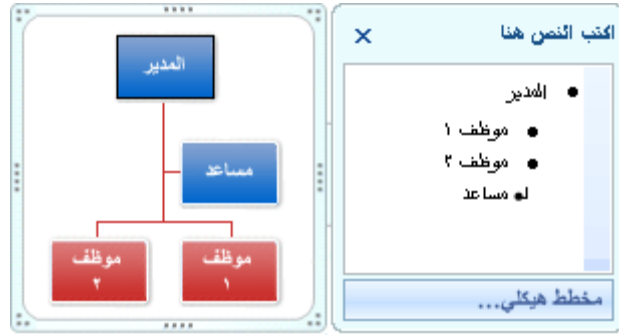 اكتب النص هنا
المدير
موظف ١
موظف ٢
مساعد
مخطط هيكلي...
المدير
مساعد
موظف
١
موظف
٢